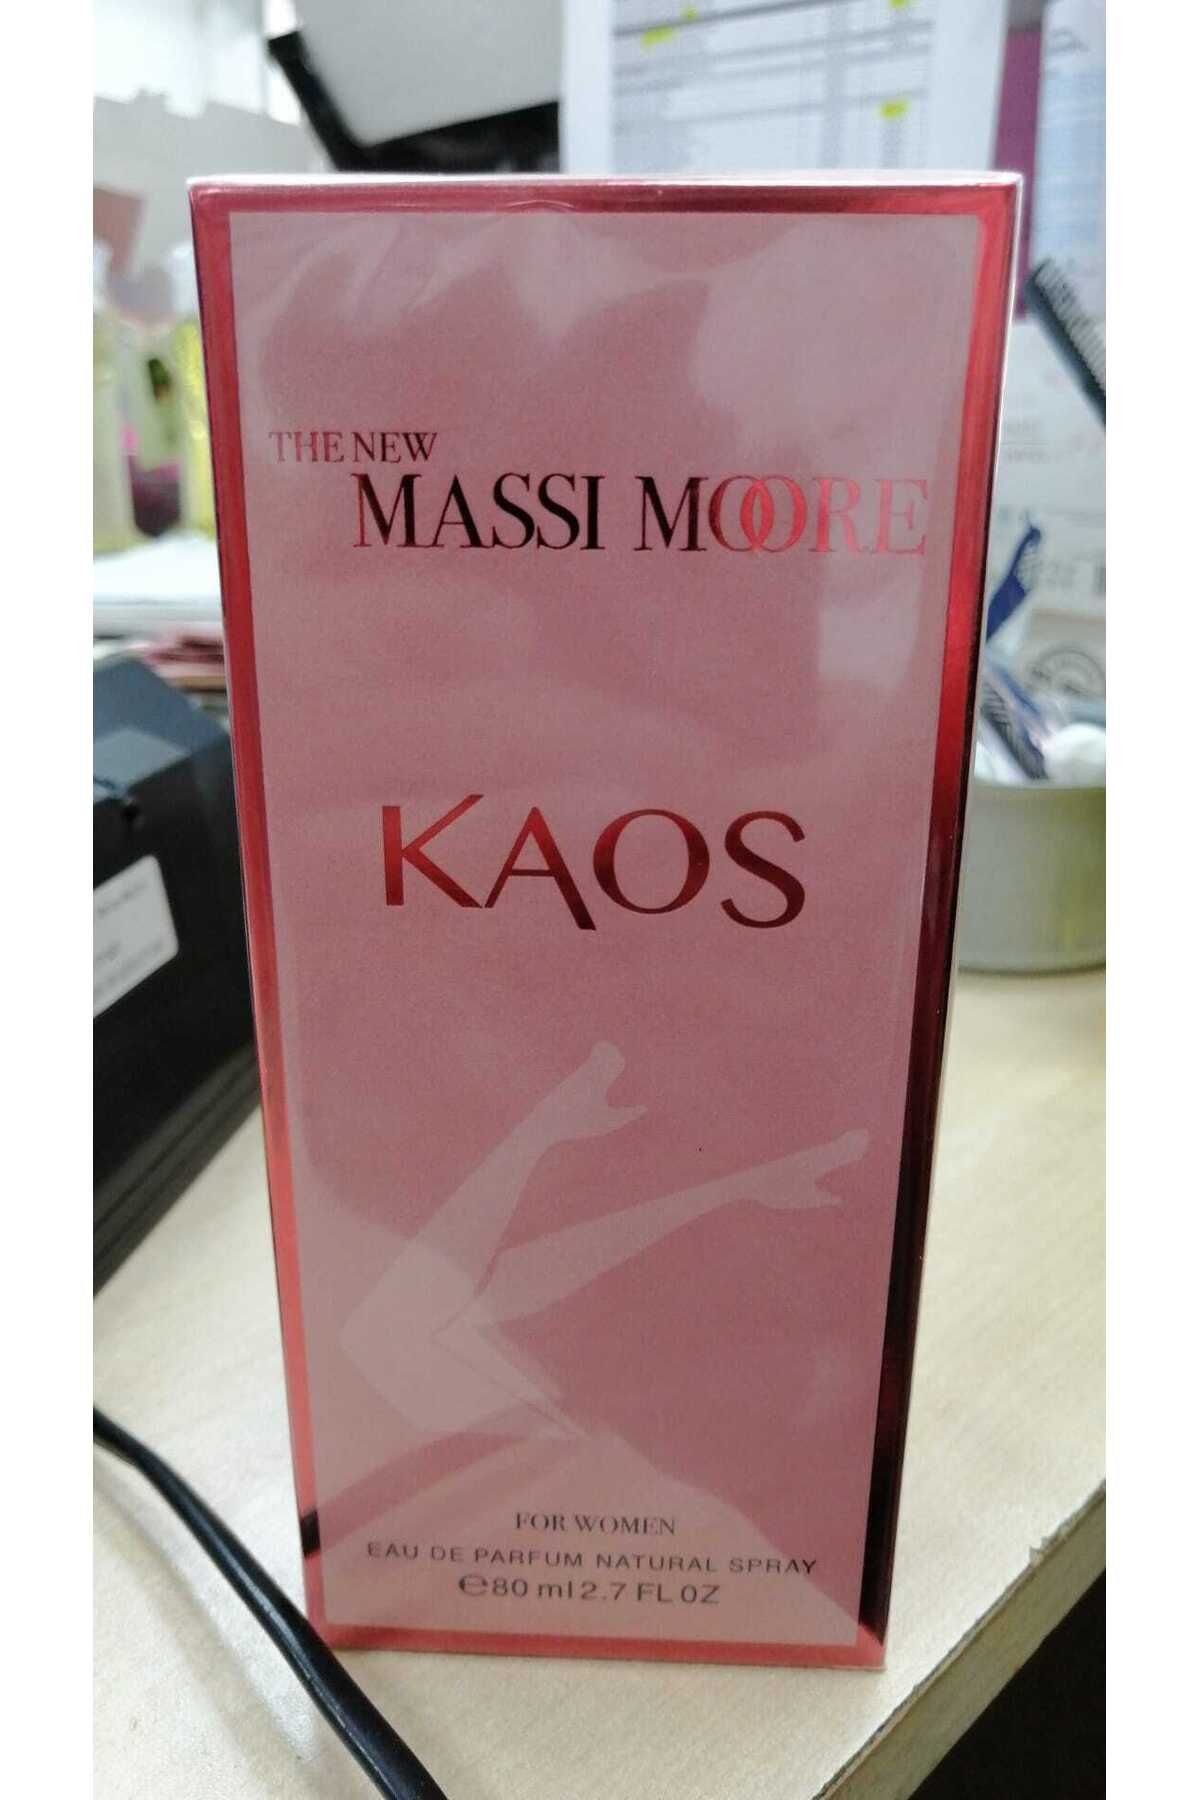 THE NEW
MASSI MOORE
KAOS
FOR WOMEN
EAU DE PARFUM NATURAL SPRAY
℮80 ml 2.7 FL OZ